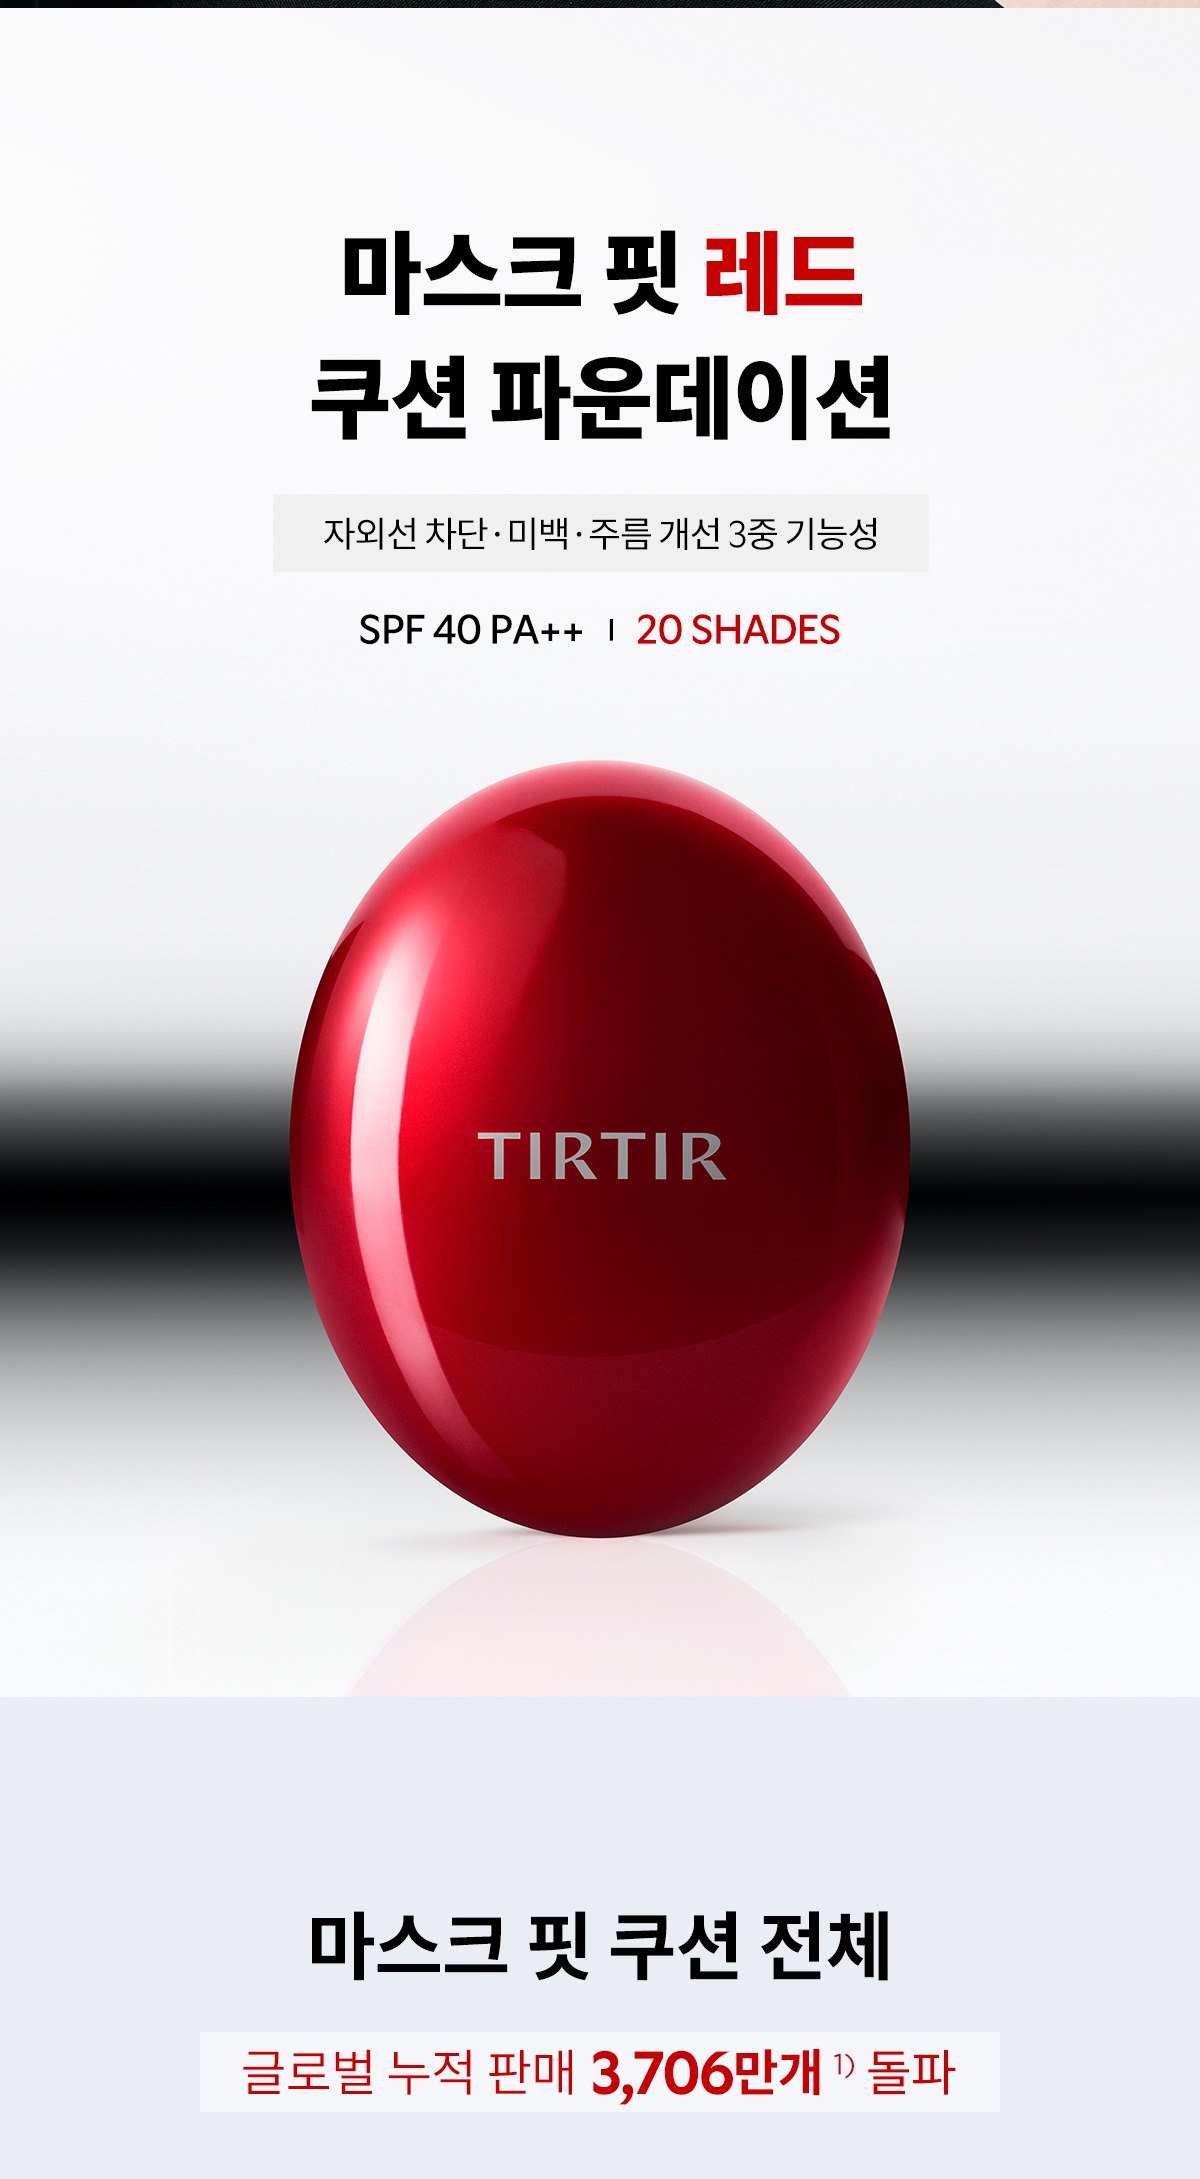 마스크 핏 레드
쿠션 파운데이션
자외선 차단·미백·주름 개선 3중 기능성
SPF 40 PA++ I 20 SHADES
TIRTIR
마스크 핏 쿠션 전체
글로벌 누적 판매 3,706만개 1) 돌파